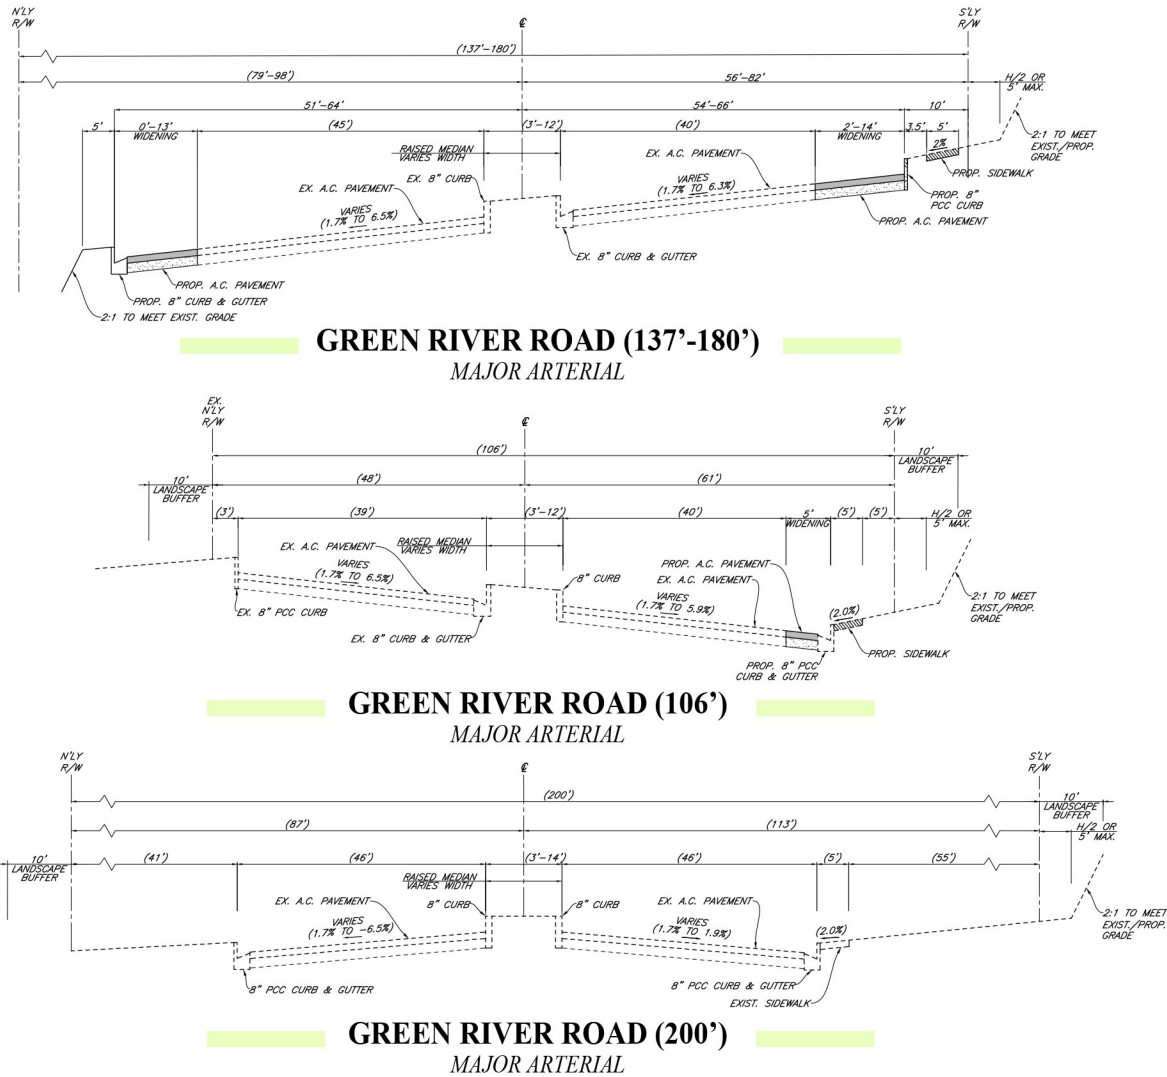 N'LY
R/W
℄
S'LY
R/W
(137'-180')
(79'-98')
56'-82'
H/2 OR
5' MAX.
51'-64'
54'-66'
10'
5'
0'-13'
WIDENING
(45')
(3'-12')
(40')
2'-14'
WIDENING
3.5'
5'
2:1 TO MEET
EXIST./PROP.
GRADE
RAISED MEDIAN
VARIES WIDTH
EX. A.C. PAVEMENT
2%
PROP. SIDEWALK
EX. 8" CURB
EX. A.C. PAVEMENT
VARIES
(1.7% TO 6.3%)
PROP. 8"
PCC CURB
VARIES
(1.7% TO 6.5%)
PROP. A.C. PAVEMENT
EX. 8" CURB & GUTTER
PROP. A.C. PAVEMENT
PROP. 8" CURB & GUTTER
2:1 TO MEET EXIST. GRADE
GREEN RIVER ROAD (137'-180')
MAJOR ARTERIAL
EX.
N'LY
R/W
℄
S'LY
R/W
(106')
10'
LANDSCAPE
BUFFER
10'
LANDSCAPE
BUFFER
(48')
(61')
(3')
(39')
(3'-12')
(40')
5'
WIDENING
(5')
(5')
H/2 OR
5' MAX.
RAISED MEDIAN
VARIES WIDTH
EX. A.C. PAVEMENT
VARIES
(1.7% TO 6.5%)
8" CURB
PROP. A.C. PAVEMENT
EX. A.C. PAVEMENT
VARIES
(1.7% TO 5.9%)
2:1 TO MEET
EXIST./PROP.
GRADE
EX. 8" PCC CURB
(2.0%)
EX. 8" CURB & GUTTER
PROP. SIDEWALK
PROP. 8" PCC
CURB & GUTTER
GREEN RIVER ROAD (106')
MAJOR ARTERIAL
N'LY
R/W
℄
S'LY
R/W
(200')
10'
LANDSCAPE
BUFFER
(87')
(113')
H/2 OR
5' MAX.
10'
LANDSCAPE
BUFFER
(41')
(46')
(3'-14')
(46')
(5')
(55')
RAISED MEDIAN
VARIES WIDTH
EX. A.C. PAVEMENT
8" CURB
8" CURB
EX. A.C. PAVEMENT
VARIES
(1.7% TO -6.5%)
VARIES
(1.7% TO 1.9%)
(2.0%)
2:1 TO MEET
EXIST./PROP.
GRADE
8" PCC CURB & GUTTER
8" PCC CURB & GUTTER
EXIST. SIDEWALK
GREEN RIVER ROAD (200')
MAJOR ARTERIAL